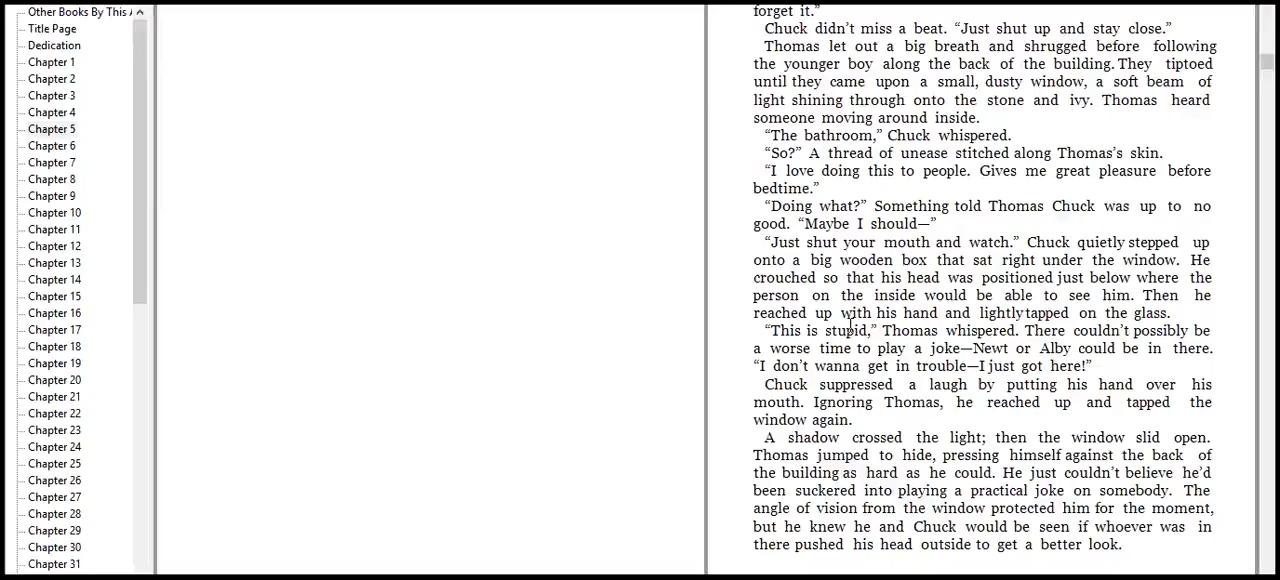 Other Books By This A
Title Page
Dedication
Chapter 1
Chapter 2
Chapter 3
Chapter 4
Chapter 5
Chapter 6
Chapter 7
Chapter 8
Chapter 9
Chapter 10
Chapter 11
Chapter 12
Chapter 13
Chapter 14
Chapter 15
Chapter 16
Chapter 17
Chapter 18
Chapter 19
Chapter 20
Chapter 21
Chapter 22
Chapter 23
Chapter 24
Chapter 25
Chapter 26
Chapter 27
Chapter 28
Chapter 29
Chapter 30
Chapter 31
forget it.”
Chuck didn’t miss a beat. “Just shut up and stay close.”
Thomas let out a big breath and shrugged before following
the younger boy along the back of the building. They tiptoed
until they came upon a small, dusty window, a soft beam of
light shining through onto the stone and ivy. Thomas heard
someone moving around inside.
“The bathroom,” Chuck whispered.
“So?” A thread of unease stitched along Thomas’s skin.
“I love doing this to people. Gives me great pleasure before
bedtime.”
“Doing what?” Something told Thomas Chuck was up to no
good. “Maybe I should—”
“Just shut your mouth and watch.” Chuck quietly stepped up
onto a big wooden box that sat right under the window. He
crouched so that his head was positioned just below where the
person on the inside would be able to see him. Then he
reached up with his hand and lightly tapped on the glass.
“This is stupid,” Thomas whispered. There couldn’t possibly be
a worse time to play a joke—Newt or Alby could be in there.
“I don’t wanna get in trouble—I just got here!”
Chuck suppressed a laugh by putting his hand over his
mouth. Ignoring Thomas, he reached up and tapped the
window again.
A shadow crossed the light; then the window slid open.
Thomas jumped to hide, pressing himself against the back of
the building as hard as he could. He just couldn’t believe he’d
been suckered into playing a practical joke on somebody. The
angle of vision from the window protected him for the moment,
but he knew he and Chuck would be seen if whoever was in
there pushed his head outside to get a better look.